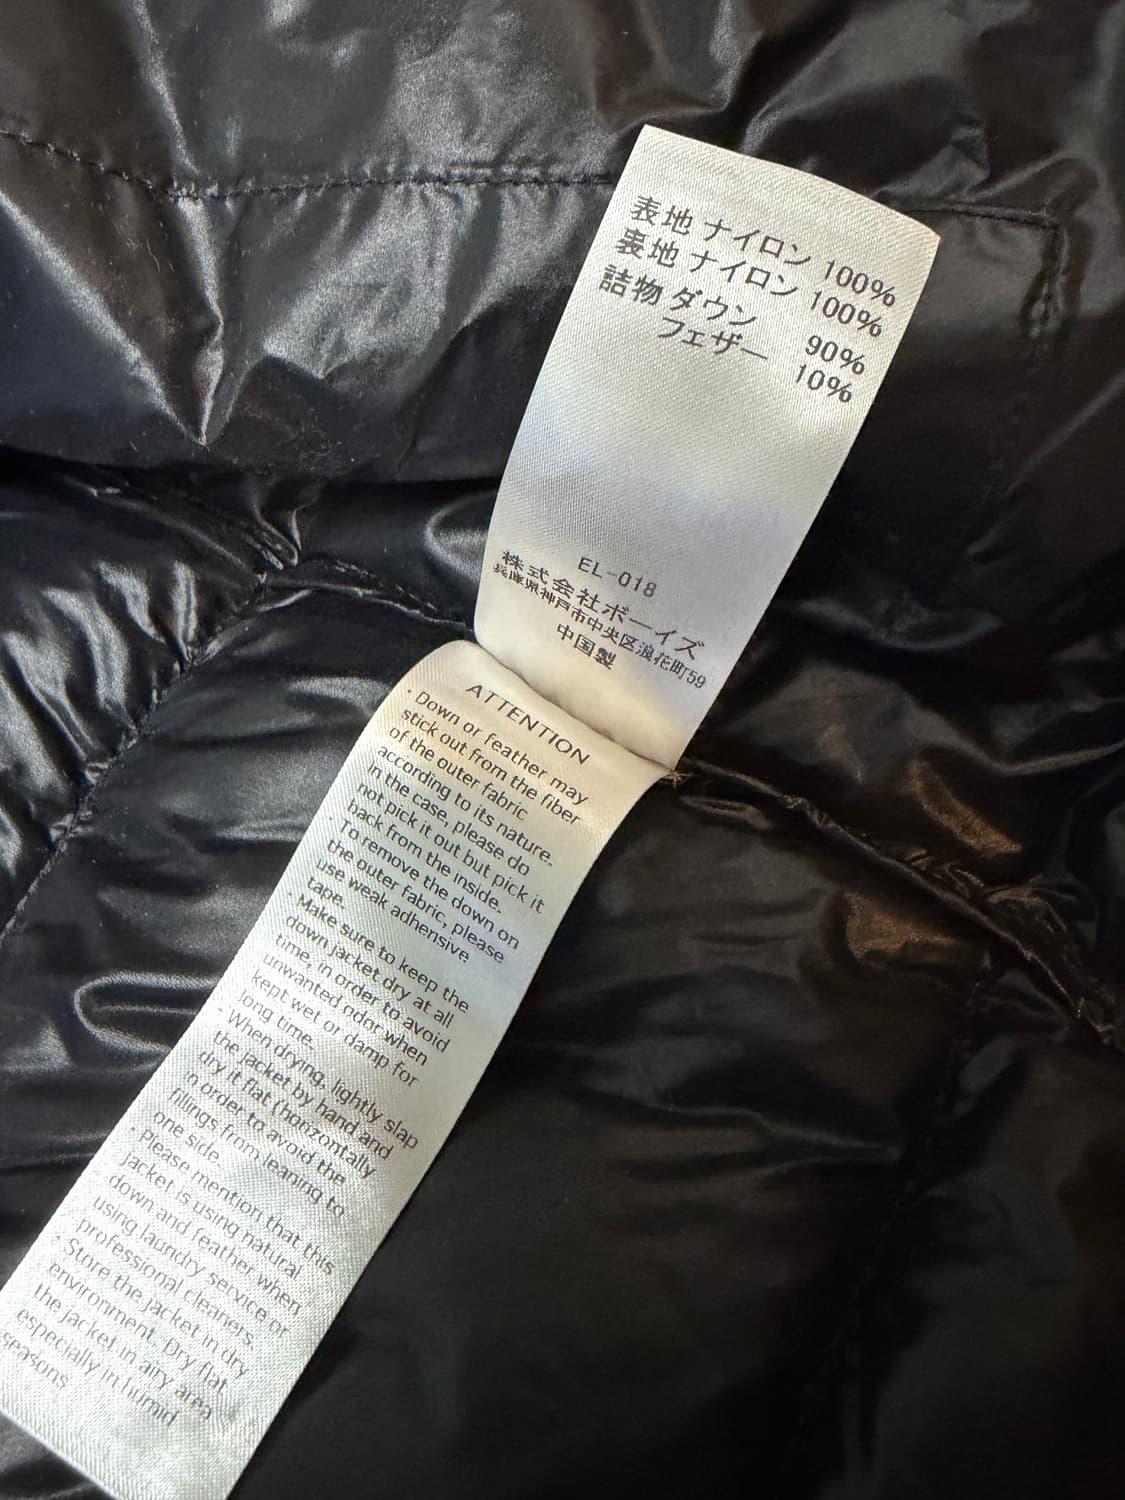 表地 ナイロン 100%
裏地 ナイロン 100%
詰物 ダウン 90%
フェザー 10%
EL-018
株式会社ボーイズ
兵庫県神戸市中央区浪花町59
中国製
ATTENTION
· Down or feather may
stick out from the fiber
of the outer fabric
according to its nature.
In the case, please do
not pick it out but pick it
back from the inside.
· To remove the down on
the outer fabric, please
use weak adhensive
tape.
· Make sure to keep the
down jacket dry at all
time, in order to avoid
unwanted odor when
kept wet or damp for
long time.
· When drying, lightly slap
the jacket by hand and
dry it flat (horizontally
in order to avoid the
fillings from leaning to
one side.
· Please mention that this
jacket is using natural
down and feather when
using laundry service or
professional cleaners.
· Store the jacket in dry
environment. Dry flat
the jacket in airy area
especially in humid
seasons